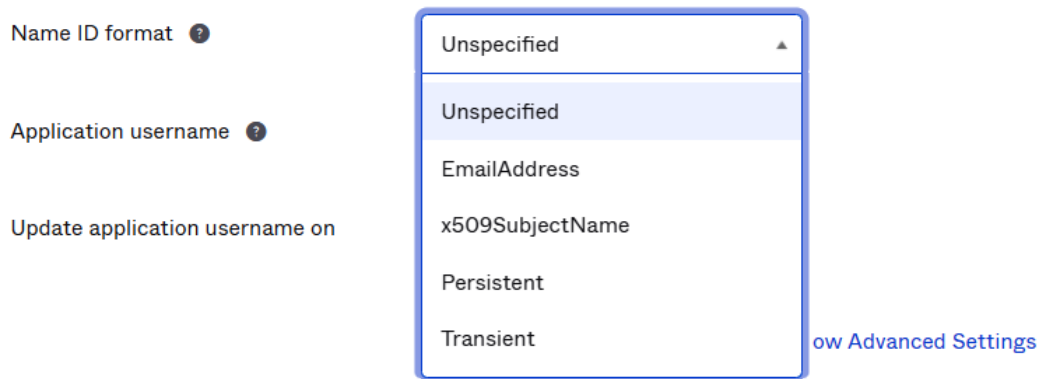 Name ID format ?
Unspecified
Unspecified
Application username ?
EmailAddress
x509SubjectName
Update application username on
Persistent
Transient
ow Advanced Settings